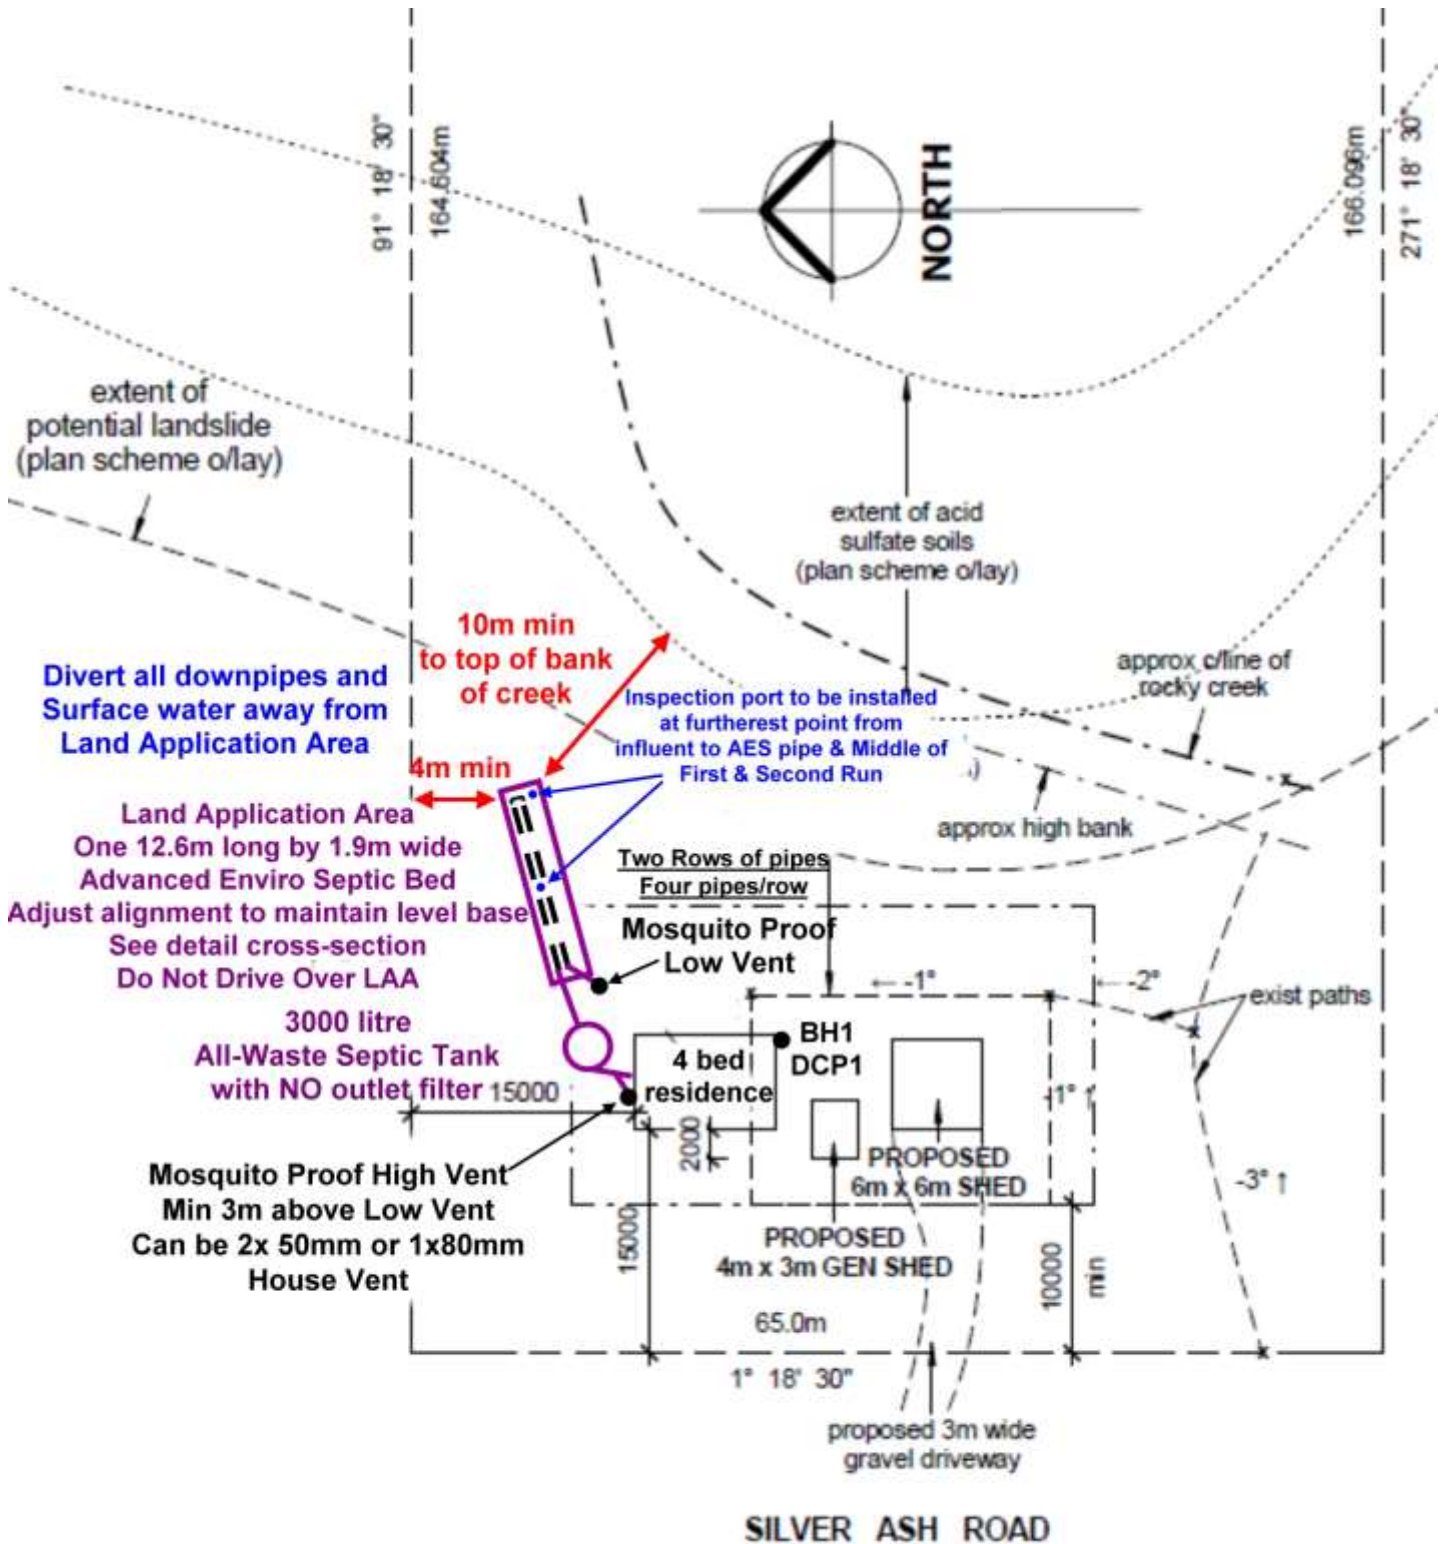 91° 18' 30"
164.604m
NORTH
166.096m
271° 18' 30"
extent of
potential landslide
(plan scheme o/lay)
extent of acid
sulfate soils
(plan scheme o/lay)
10m min
to top of bank
of creek
approx c/line of
rocky creek
Divert all downpipes and
Surface water away from
Land Application Area
Inspection port to be installed
at furtherest point from
influent to AES pipe & Middle of
First & Second Run
4m min
approx high bank
Land Application Area
One 12.6m long by 1.9m wide
Advanced Enviro Septic Bed
Adjust alignment to maintain level base
See detail cross-section
Do Not Drive Over LAA
Two Rows of pipes
Four pipes/row
Mosquito Proof
Low Vent
-1°
-2°
exist paths
3000 litre
All-Waste Septic Tank
with NO outlet filter
15000
4 bed
residence
BH1
DCP1
-1°
2000
PROPOSED
6m x 6m SHED
-3°
Mosquito Proof High Vent
Min 3m above Low Vent
Can be 2x 50mm or 1x80mm
House Vent
15000
PROPOSED
4m x 3m GEN SHED
10000
min
65.0m
1° 18' 30"
proposed 3m wide
gravel driveway
SILVER ASH ROAD